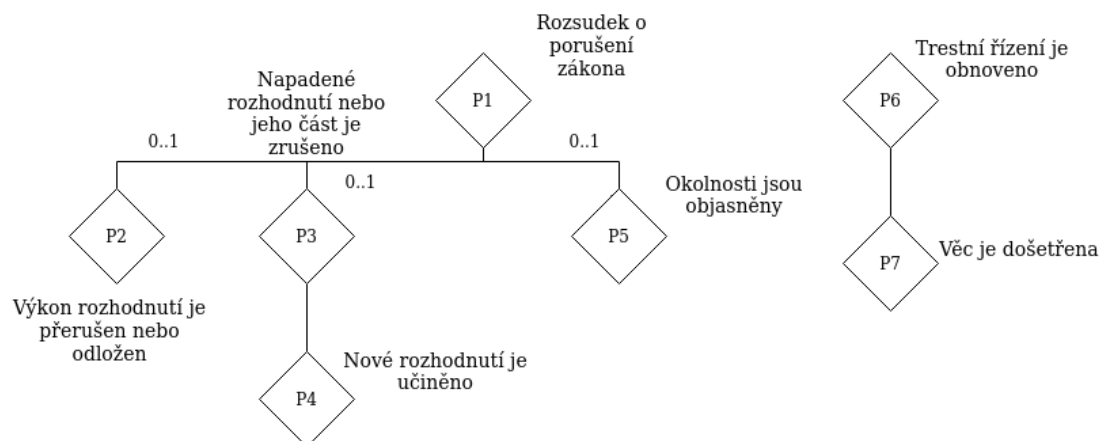 Rozsudek o
porušení
zákona
P1
Napadené
rozhodnutí nebo
jeho část je
zrušeno
0..1
0..1
0..1
P2
P3
P5
Okolnosti jsou
objasněny
Výkon rozhodnutí je
přerušen nebo
odložen
Nové rozhodnutí je
učiněno
P4
Trestní řízení je
obnoveno
P6
P7
Věc je došetřena